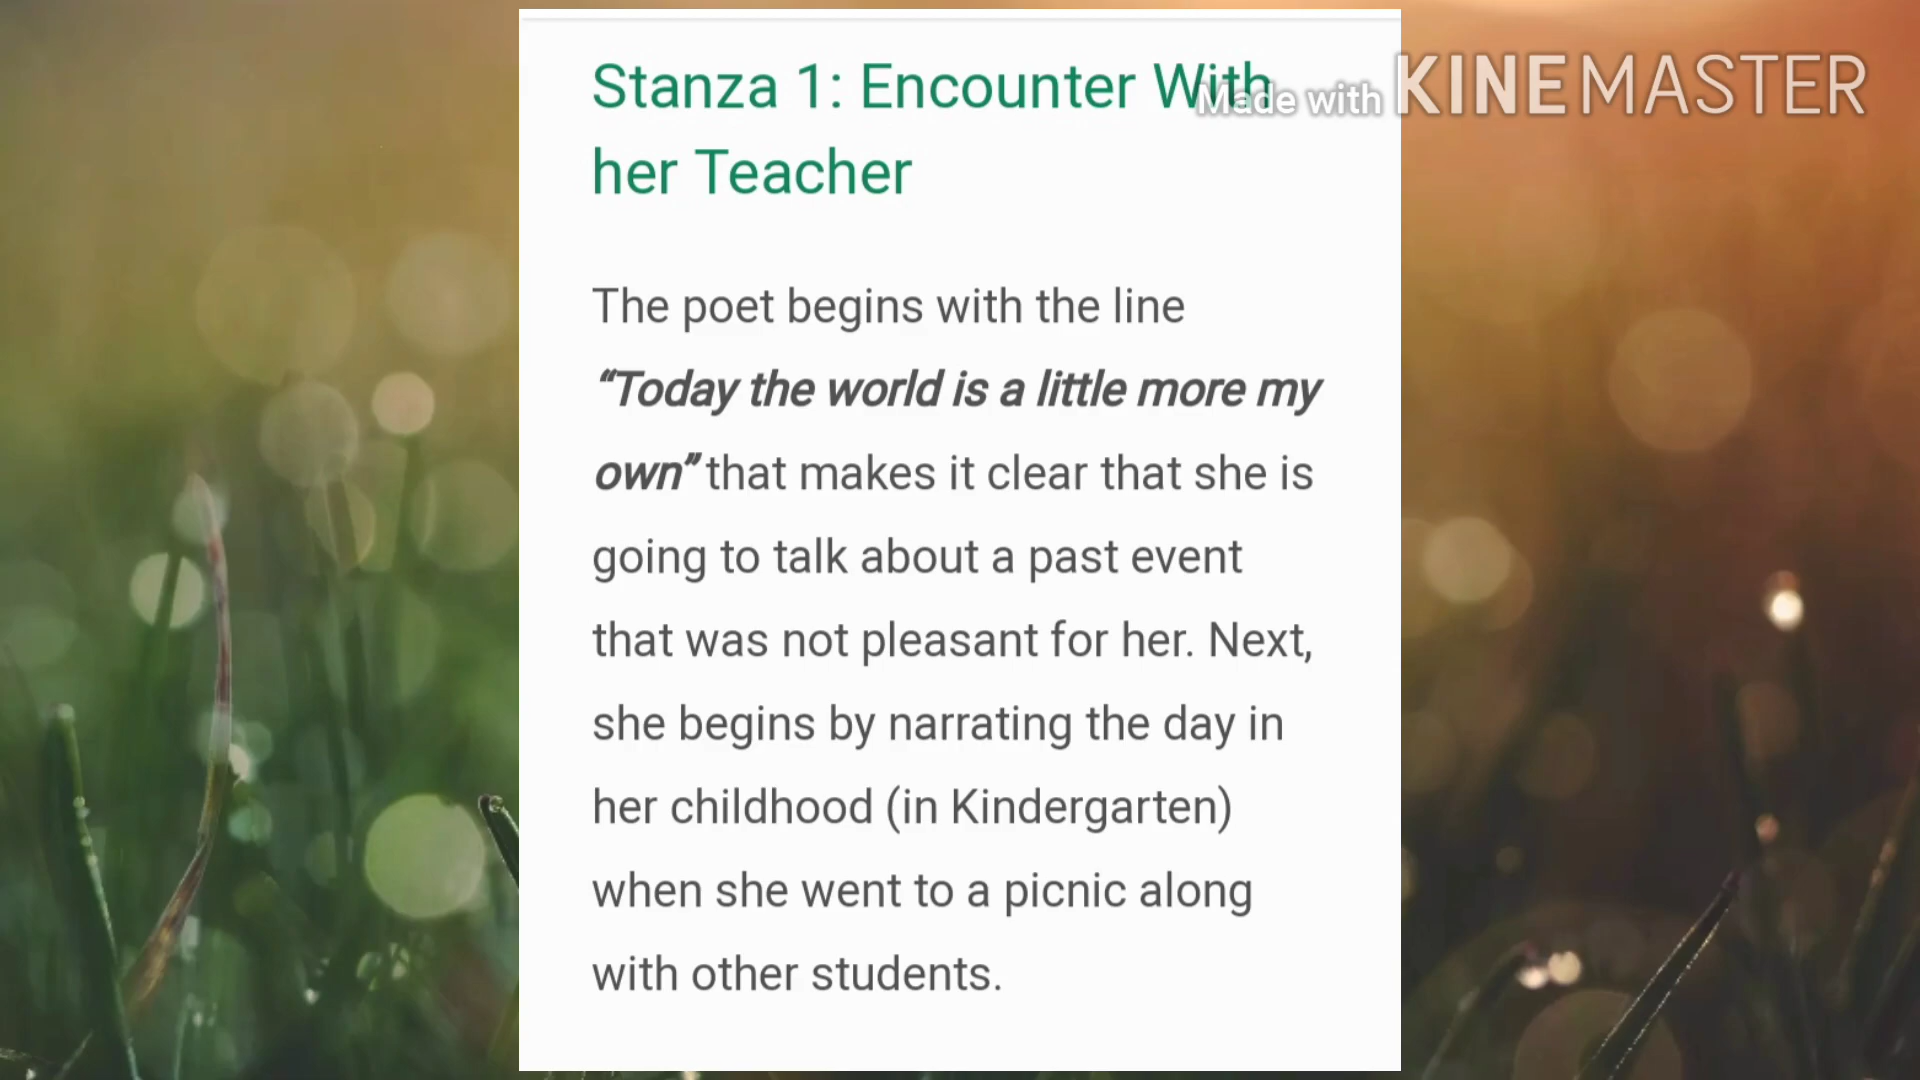 Stanza 1: Encounter With
her Teacher
Made with KINEMASTER
The poet begins with the line
“Today the world is a little more my
own” that makes it clear that she is
going to talk about a past event
that was not pleasant for her. Next,
she begins by narrating the day in
her childhood (in Kindergarten)
when she went to a picnic along
with other students.